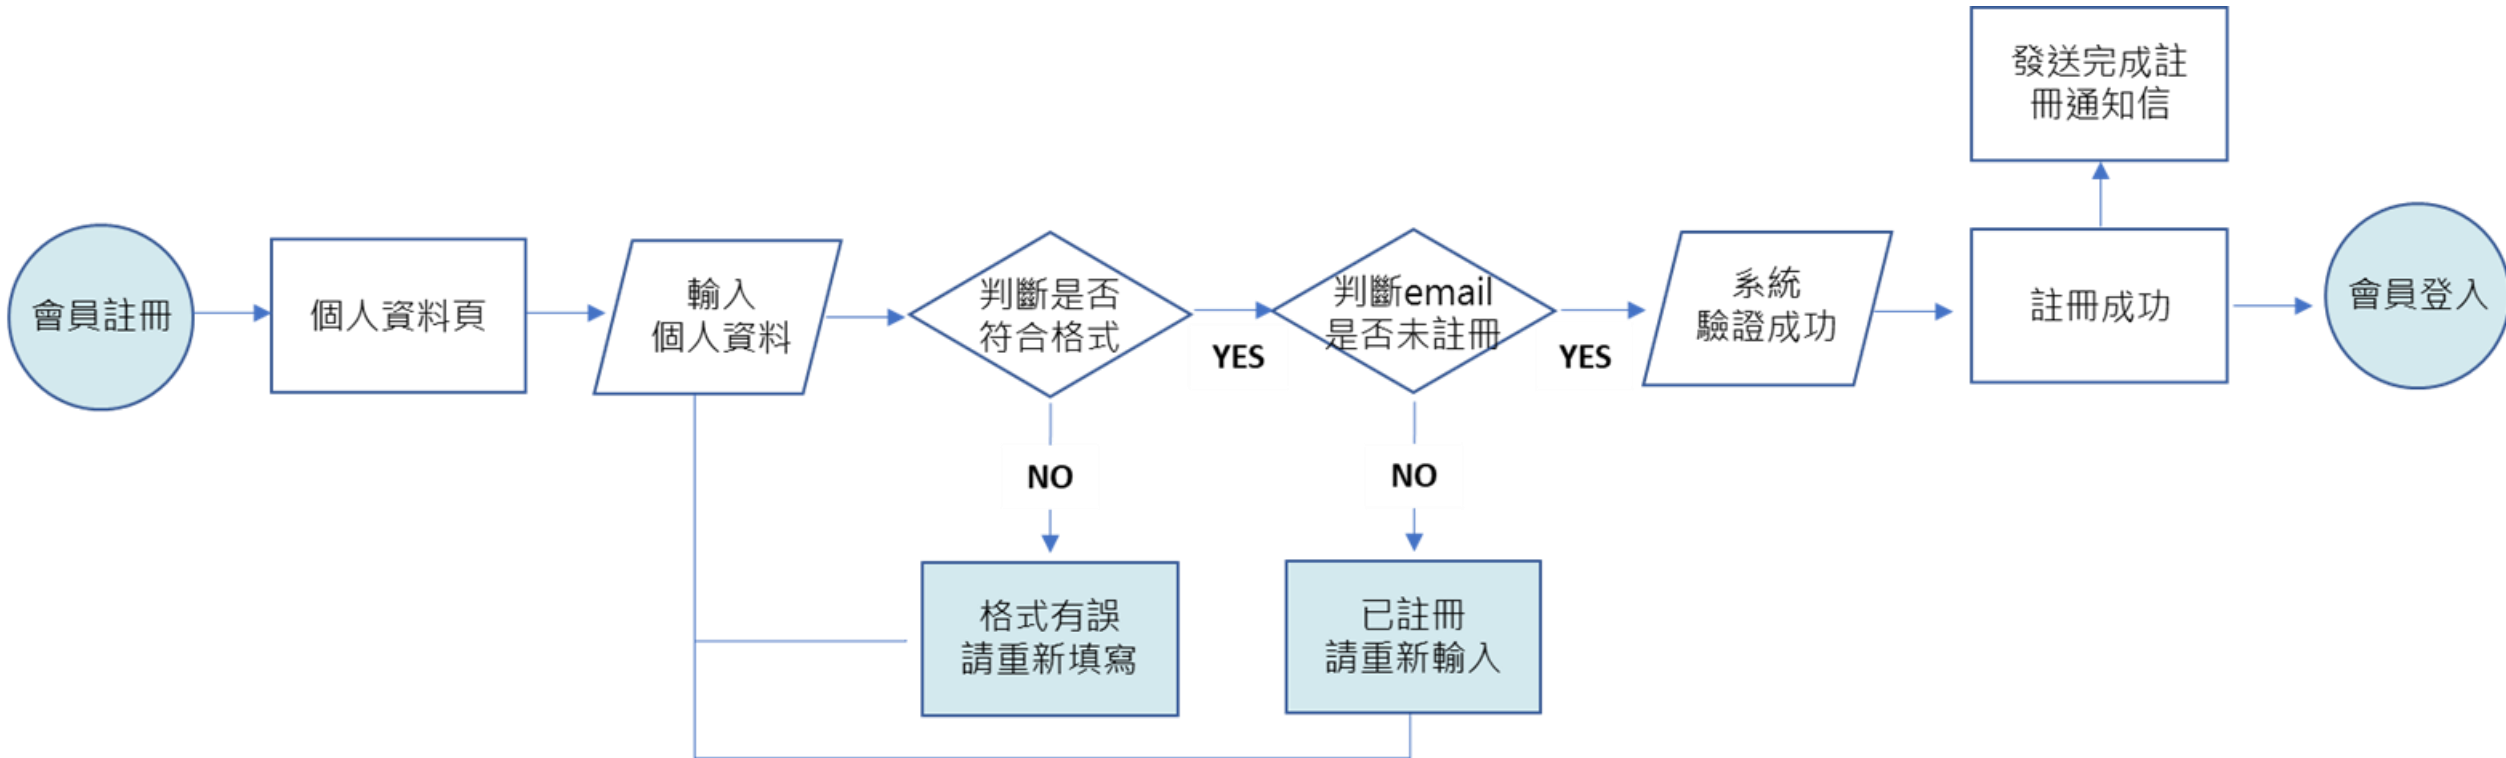 會員註冊
個人資料頁
輸入
個人資料
判斷是否
符合格式
YES
NO
格式有誤
請重新填寫
判斷email
是否未註冊
YES
NO
已註冊
請重新輸入
系統
驗證成功
註冊成功
發送完成註
冊通知信
會員登入